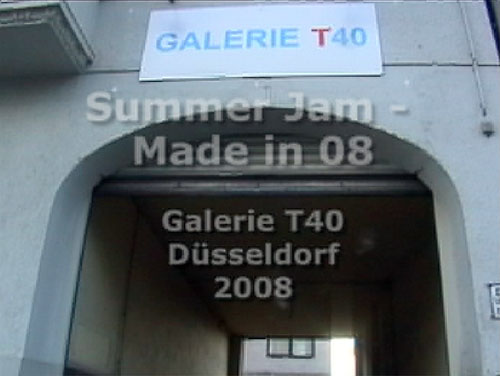 GALERIE T40
Summer Jam -
Made in 08
Galerie T40
Düsseldorf
2008